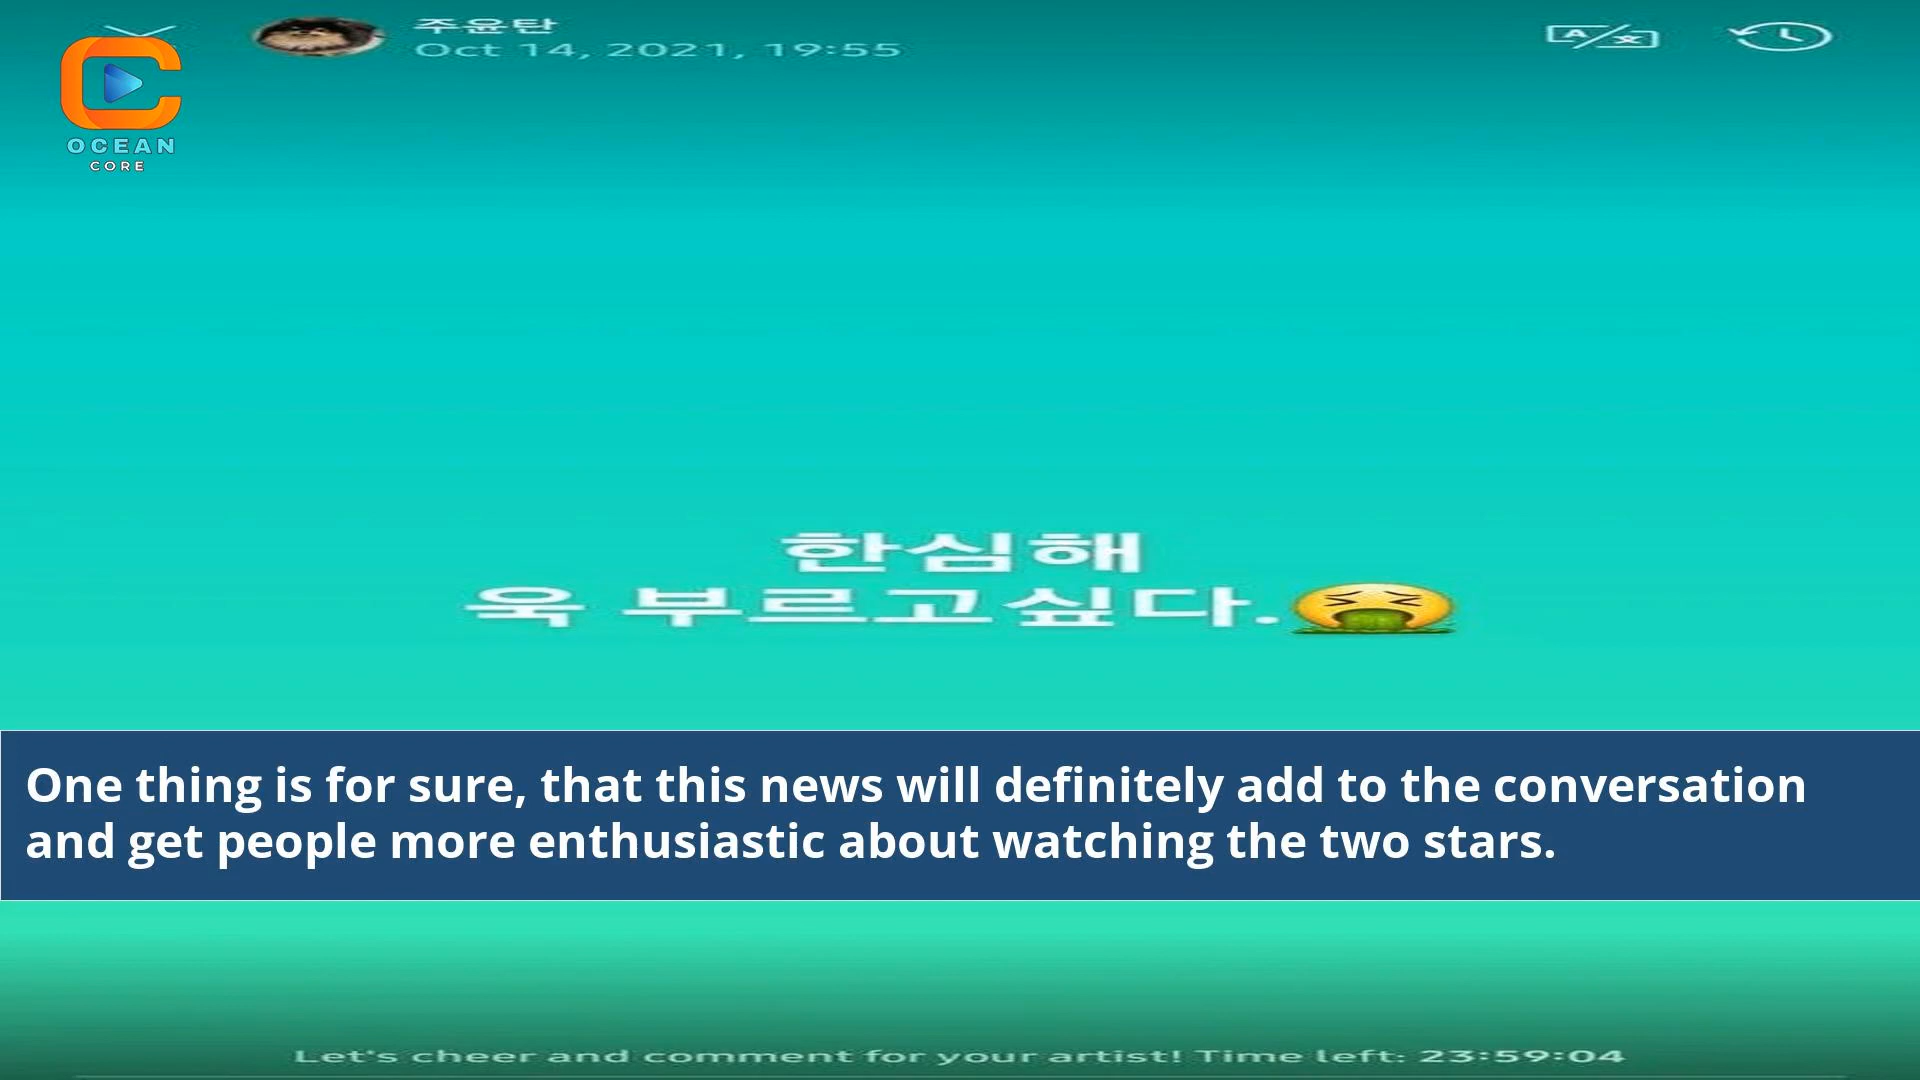 주윤탄
Oct 14, 2021, 19:55
OCEAN
CORE
한심해
욱 부르고싶다.🤮
One thing is for sure, that this news will definitely add to the conversation
and get people more enthusiastic about watching the two stars.
Let's cheer and comment for your artist! Time left: 23:59:04